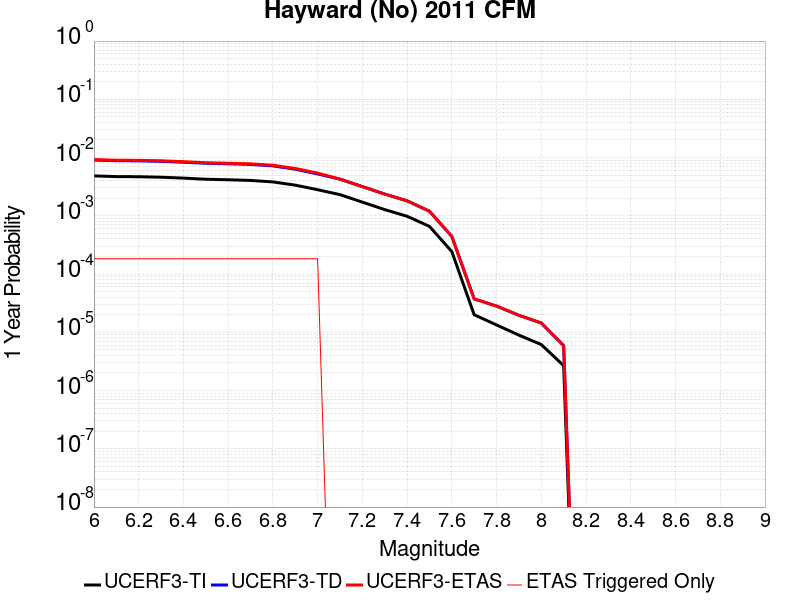 Hayward (No) 2011 CFM
1 Year Probability
10^0
10^-1
10^-2
10^-3
10^-4
10^-5
10^-6
10^-7
10^-8
6 6.2 6.4 6.6 6.8 7 7.2 7.4 7.6 7.8 8 8.2 8.4 8.6 8.8 9
Magnitude
UCERF3-TI UCERF3-TD UCERF3-ETAS ETAS Triggered Only